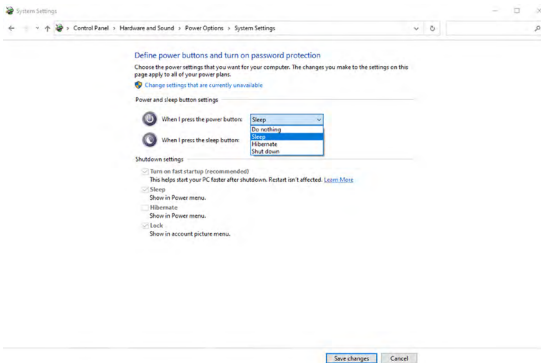 System Settings
Control Panel > Hardware and Sound > Power Options > System Settings
Define power buttons and turn on password protection
Choose the power settings that you want for your computer. The changes you make to the settings on this
page apply to all of your power plans.
Change settings that are currently unavailable
Power and sleep button settings
When I press the power button: Sleep
Do nothing
Sleep
When I press the sleep button: Hibernate
Shut down
Shutdown settings
Turn on fast startup (recommended)
This helps start your PC faster after shutdown. Restart isn't affected. Learn More
Sleep
Show in Power menu.
Hibernate
Show in Power menu.
Lock
Show in account picture menu.
Save changes Cancel